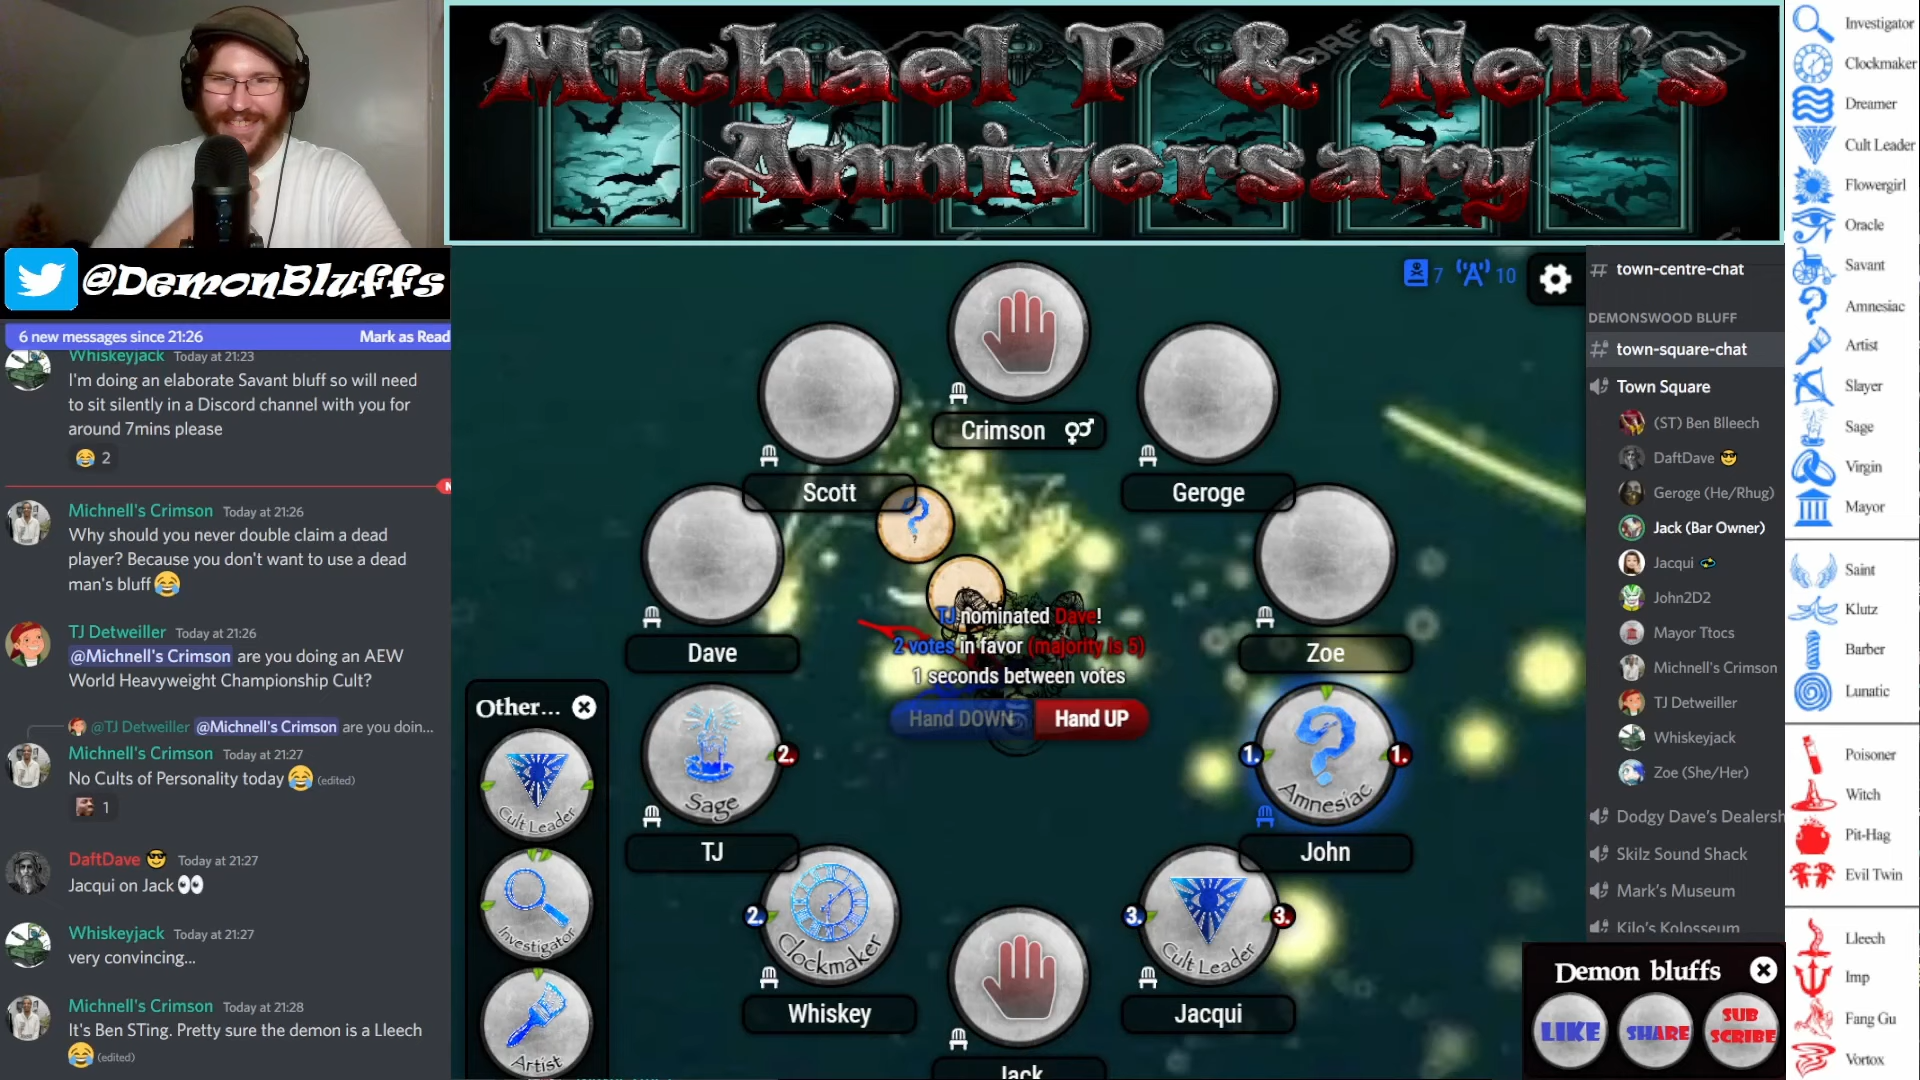 Michael P & Nell's
Anniversary
@DemonBluffs
6 new messages since 21:26
Mark as Read
Whiskeyjack Today at 21:23
I'm doing an elaborate Savant bluff so will need
to sit silently in a Discord channel with you for
around 7mins please
2
Michnell's Crimson Today at 21:26
Why should you never double claim a dead
player? Because you don't want to use a dead
man's bluff
TJ Detweiller Today at 21:26
@Michnell's Crimson are you doing an AEW
World Heavyweight Championship Cult?
@TJ Detweiller @Michnell's Crimson are you doin...
Michnell's Crimson Today at 21:27
No Cults of Personality today (edited)
1
DaftDave Today at 21:27
Jacqui on Jack
Whiskeyjack Today at 21:27
very convincing...
Michnell's Crimson Today at 21:28
It's Ben STing. Pretty sure the demon is a Lleech
(edited)
7 10
Crimson
Scott
Geroge
Dave
Zoe
TJ nominated Dave!
2 votes in favor (majority is 5)
1 seconds between votes
Hand DOWN
Hand UP
Sage
2.
TJ
1.
1.
Amnesiac
John
2.
Clockmaker
Whiskey
3.
3.
Cult Leader
Jacqui
Jack
Other...
Cult Leader
Investigator
Artist
town-centre-chat
DEMONSWOOD BLUFF
town-square-chat
Town Square
(ST) Ben Blleech
DaftDave
Geroge (He/Rhug)
Jack (Bar Owner)
Jacqui
John2D2
Mayor Ttocs
Michnell's Crimson
TJ Detweiller
Whiskeyjack
Zoe (She/Her)
Dodgy Dave's Dealersh
Skilz Sound Shack
Mark's Museum
Kilo's Kolosseum
Demon bluffs
LIKE
SHARE
SUB
SCRIBE
Investigator
Clockmaker
Dreamer
Cult Leader
Flowergirl
Oracle
Savant
Amnesiac
Artist
Slayer
Sage
Virgin
Mayor
Saint
Klutz
Barber
Lunatic
Poisoner
Witch
Pit-Hag
Evil Twin
Lleech
Imp
Fang Gu
Vortox